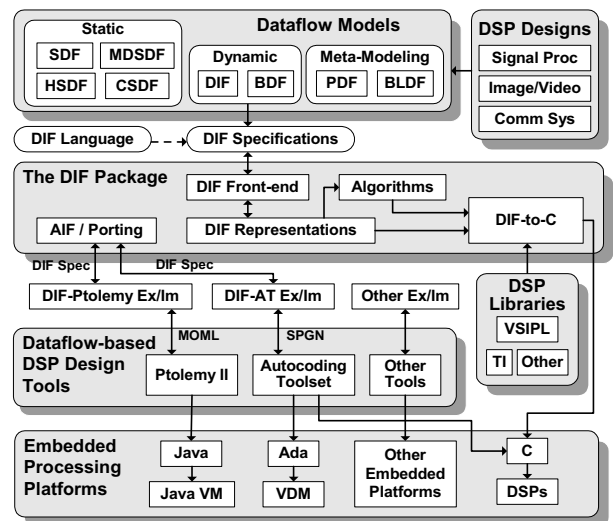 Dataflow Models
Static
SDF
MDSDF
HSDF
CSDF
Dynamic
DIF
BDF
Meta-Modeling
PDF
BLDF
DSP Designs
Signal Proc
Image/Video
Comm Sys
DIF Language
DIF Specifications
The DIF Package
DIF Front-end
Algorithms
AIF / Porting
DIF Representations
DIF-to-C
DIF Spec
DIF Spec
DIF-Ptolemy Ex/Im
DIF-AT Ex/Im
Other Ex/Im
DSP
Libraries
VSIPL
TI
Other
MOML
SPGN
Dataflow-based
DSP Design
Tools
Ptolemy II
Autocoding
Toolset
Other
Tools
Embedded
Processing
Platforms
Java
Ada
Other
Embedded
Platforms
C
Java VM
VDM
DSPs